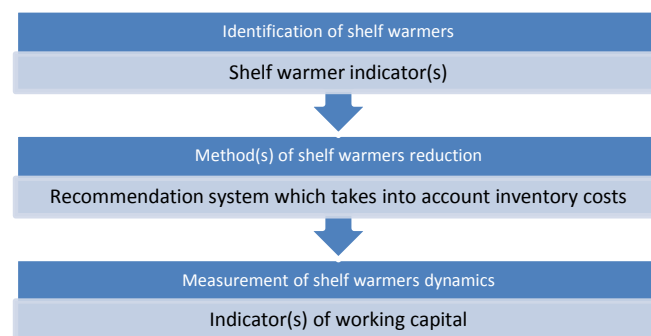 Identification of shelf warmers
Shelf warmer indicator(s)
Method(s) of shelf warmers reduction
Recommendation system which takes into account inventory costs
Measurement of shelf warmers dynamics
Indicator(s) of working capital